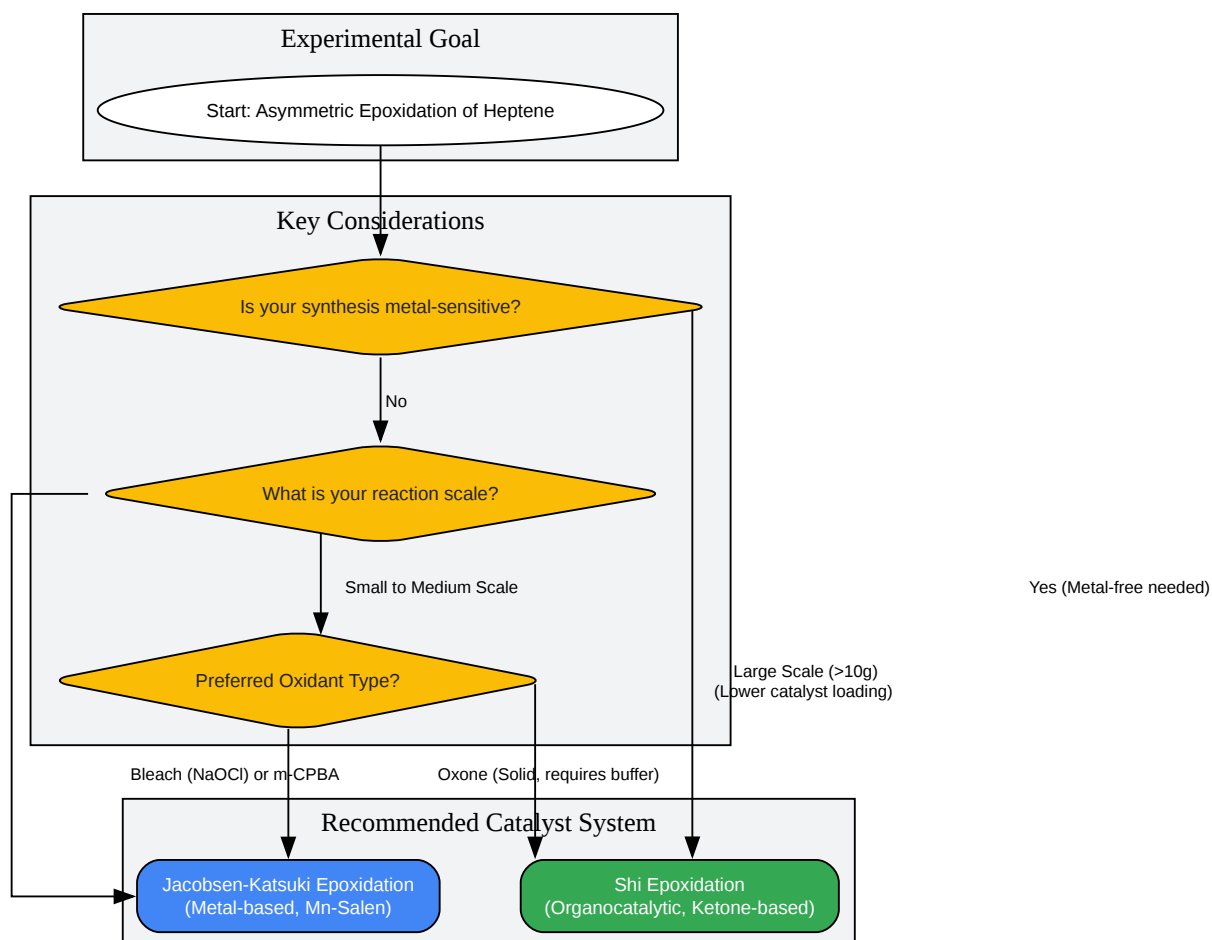 Experimental Goal
Start: Asymmetric Epoxidation of Heptene
Key Considerations
Is your synthesis metal-sensitive?
No
What is your reaction scale?
Small to Medium Scale
Yes (Metal-free needed)
Preferred Oxidant Type?
Large Scale (>10g)
(Lower catalyst loading)
Bleach (NaOCl) or m-CPBA
Oxone (Solid, requires buffer)
Recommended Catalyst System
Jacobsen-Katsuki Epoxidation
(Metal-based, Mn-Salen)
Shi Epoxidation
(Organocatalytic, Ketone-based)